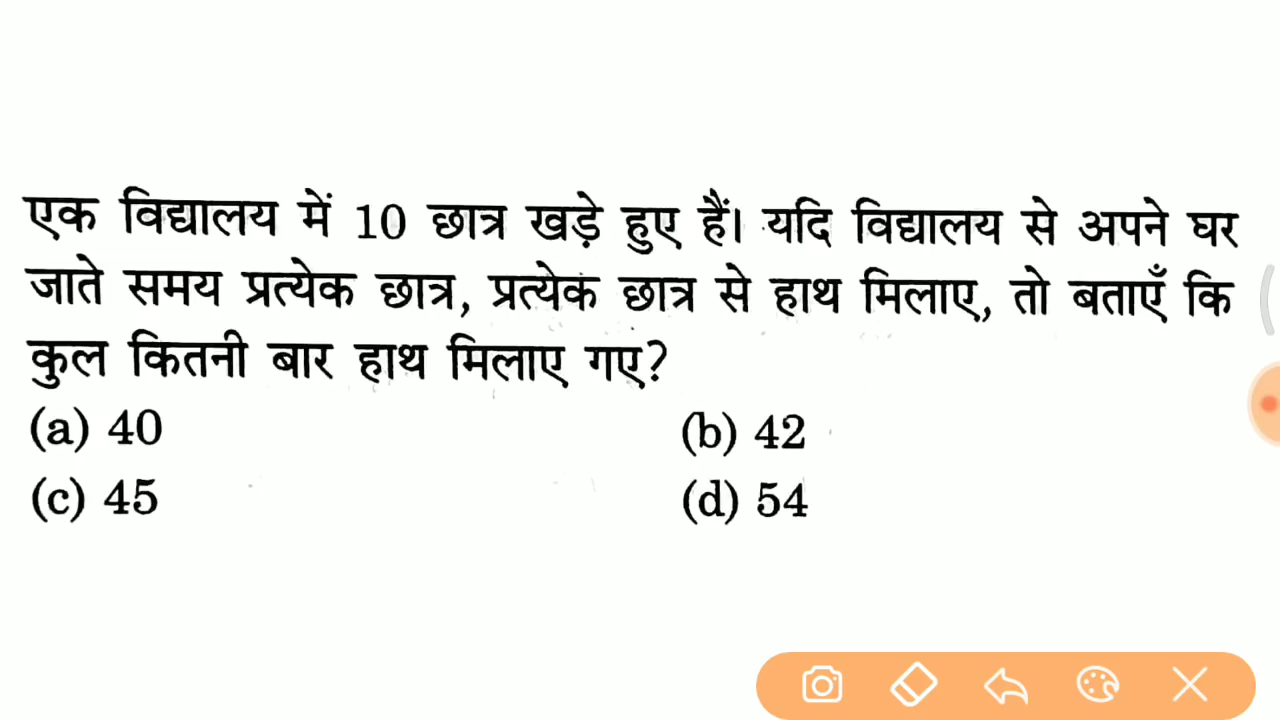 एक विद्यालय में 10 छात्र खड़े हुए हैं। यदि विद्यालय से अपने घर
जाते समय प्रत्येक छात्र, प्रत्येक छात्र से हाथ मिलाए, तो बताएँ कि
कुल कितनी बार हाथ मिलाए गए?
(a) 40 (b) 42
(c) 45 (d) 54